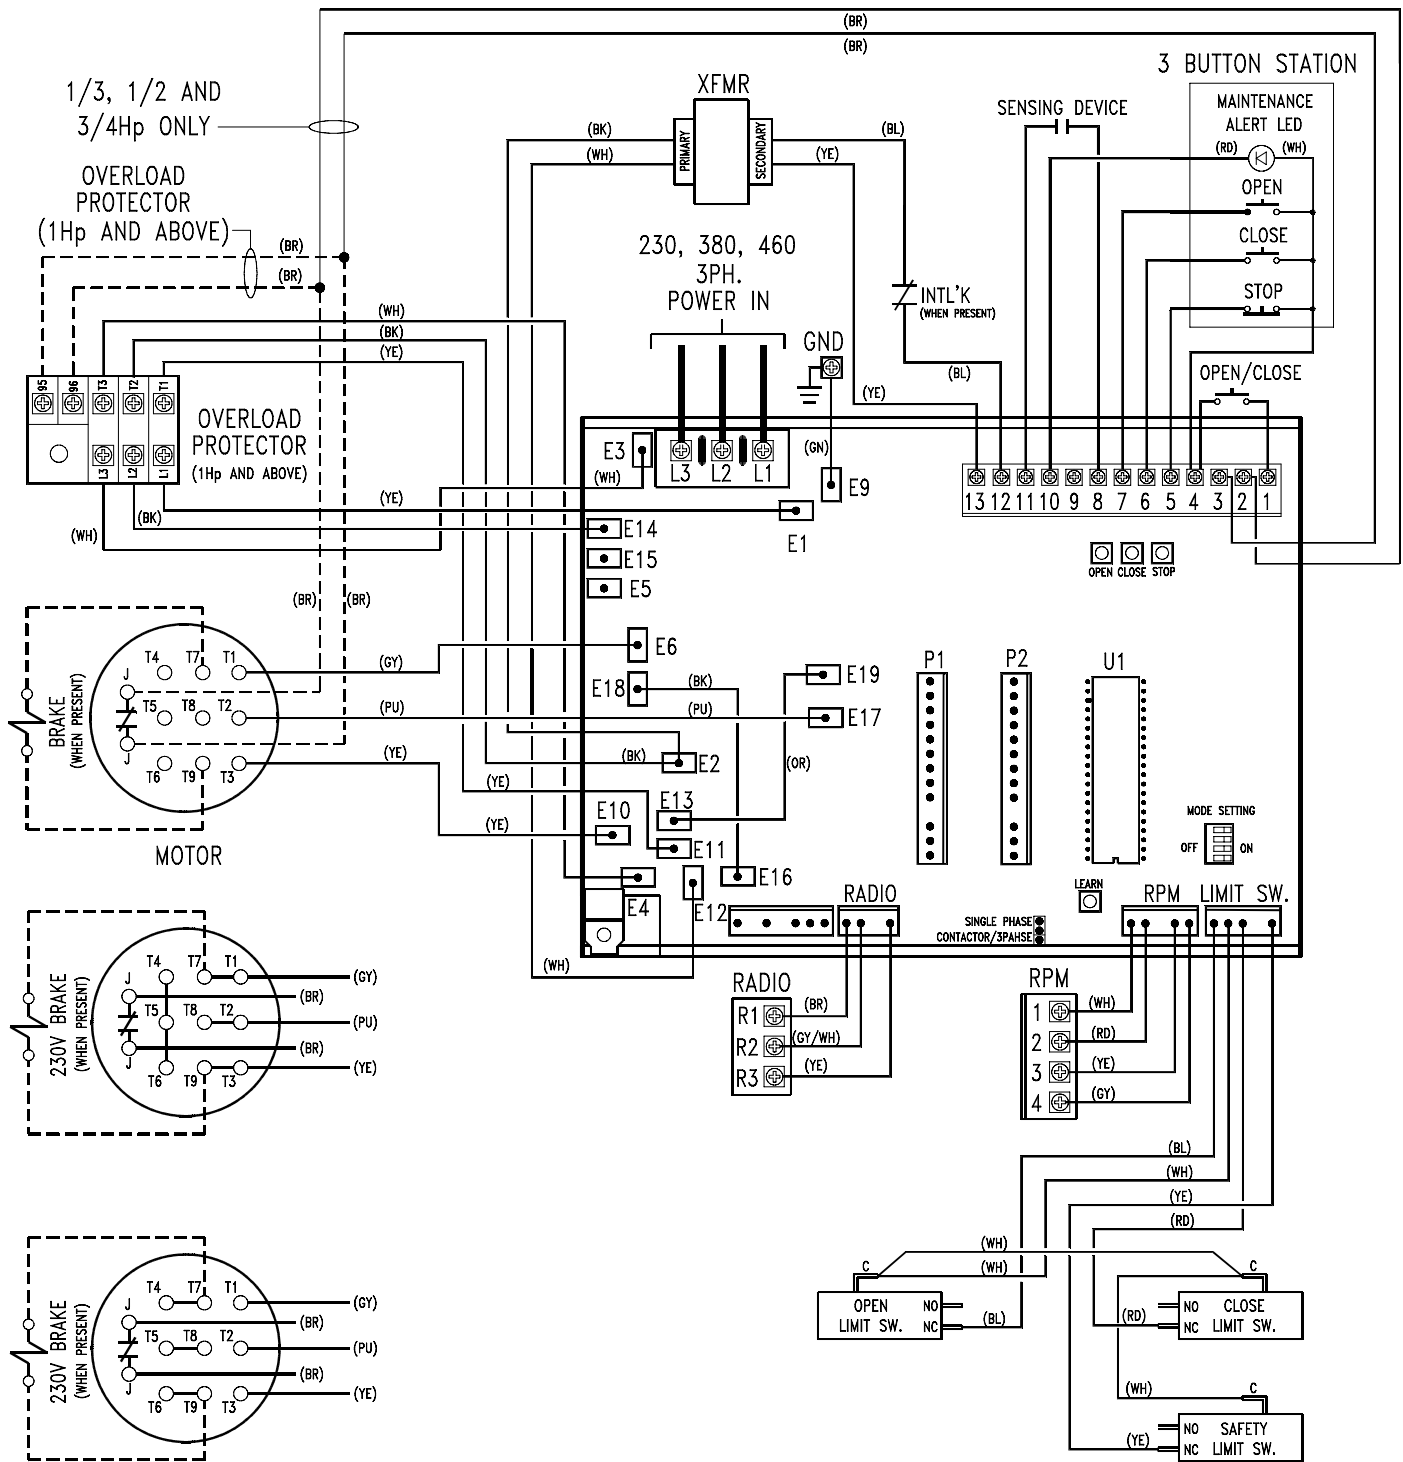 (BR)
(BR)
1/3, 1/2 AND
3/4Hp ONLY
XFMR
PRIMARY
SECONDARY
(BK)
(WH)
(BL)
(YE)
SENSING DEVICE
3 BUTTON STATION
MAINTENANCE
ALERT LED
(RD)
(WH)
OPEN
CLOSE
STOP
OVERLOAD
PROTECTOR
(1Hp AND ABOVE)
(BR)
(BR)
230, 380, 460
3PH.
POWER IN
INTL'K
(WHEN PRESENT)
GND
(BL)
(YE)
OPEN/CLOSE
(WH)
(BK)
(YE)
95
96
T3
T2
T1
L3
L2
L1
OVERLOAD
PROTECTOR
(1Hp AND ABOVE)
(YE)
(BK)
(WH)
E3
(WH)
L3
L2
L1
(GN)
E9
E1
E14
E15
E5
13 12 11 10 9 8 7 6 5 4 3 2 1
OPEN CLOSE STOP
(BR)
(BR)
T4
T7
T1
J
T5
T8
T2
J
T6
T9
T3
BRAKE
(WHEN PRESENT)
MOTOR
(GY)
(PU)
(YE)
(YE)
(YE)
E6
E18
(BK)
(PU)
E19
E17
(BK)
E2
(OR)
E10
E13
E11
E16
E4
E12
(WH)
P1
P2
U1
MODE SETTING
OFF
ON
LEARN
RADIO
SINGLE PHASE
CONTACTOR/3PAHSE
RPM
LIMIT SW.
230V BRAKE
(WHEN PRESENT)
T4
T7
T1
J
T5
T8
T2
J
T6
T9
T3
(GY)
(BR)
(PU)
(BR)
(YE)
RADIO
R1
R2
R3
(BR)
(GY/WH)
(YE)
RPM
1
2
3
4
(WH)
(RD)
(YE)
(GY)
(BL)
(WH)
(YE)
(RD)
230V BRAKE
(WHEN PRESENT)
T4
T7
T1
J
T5
T8
T2
J
T6
T9
T3
(GY)
(BR)
(PU)
(BR)
(YE)
(WH)
(WH)
C
OPEN
LIMIT SW.
NO
NC
(BL)
C
NO
NC
CLOSE
LIMIT SW.
(RD)
(WH)
C
NO
NC
SAFETY
LIMIT SW.
(YE)